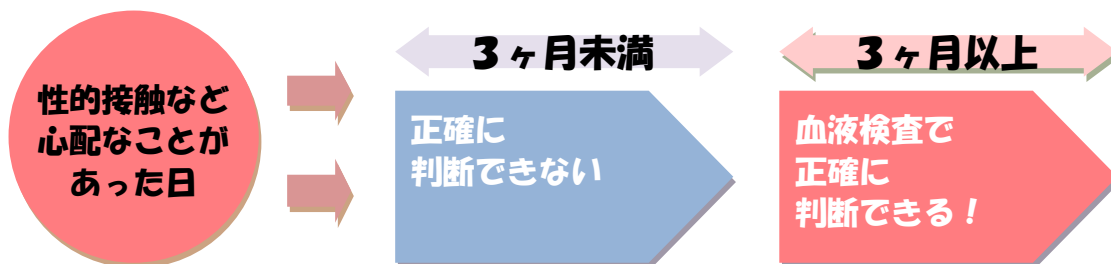 性的接触など
心配なことが
あった日
３ヶ月未満
正確に
判断できない
３ヶ月以上
血液検査で
正確に
判断できる！